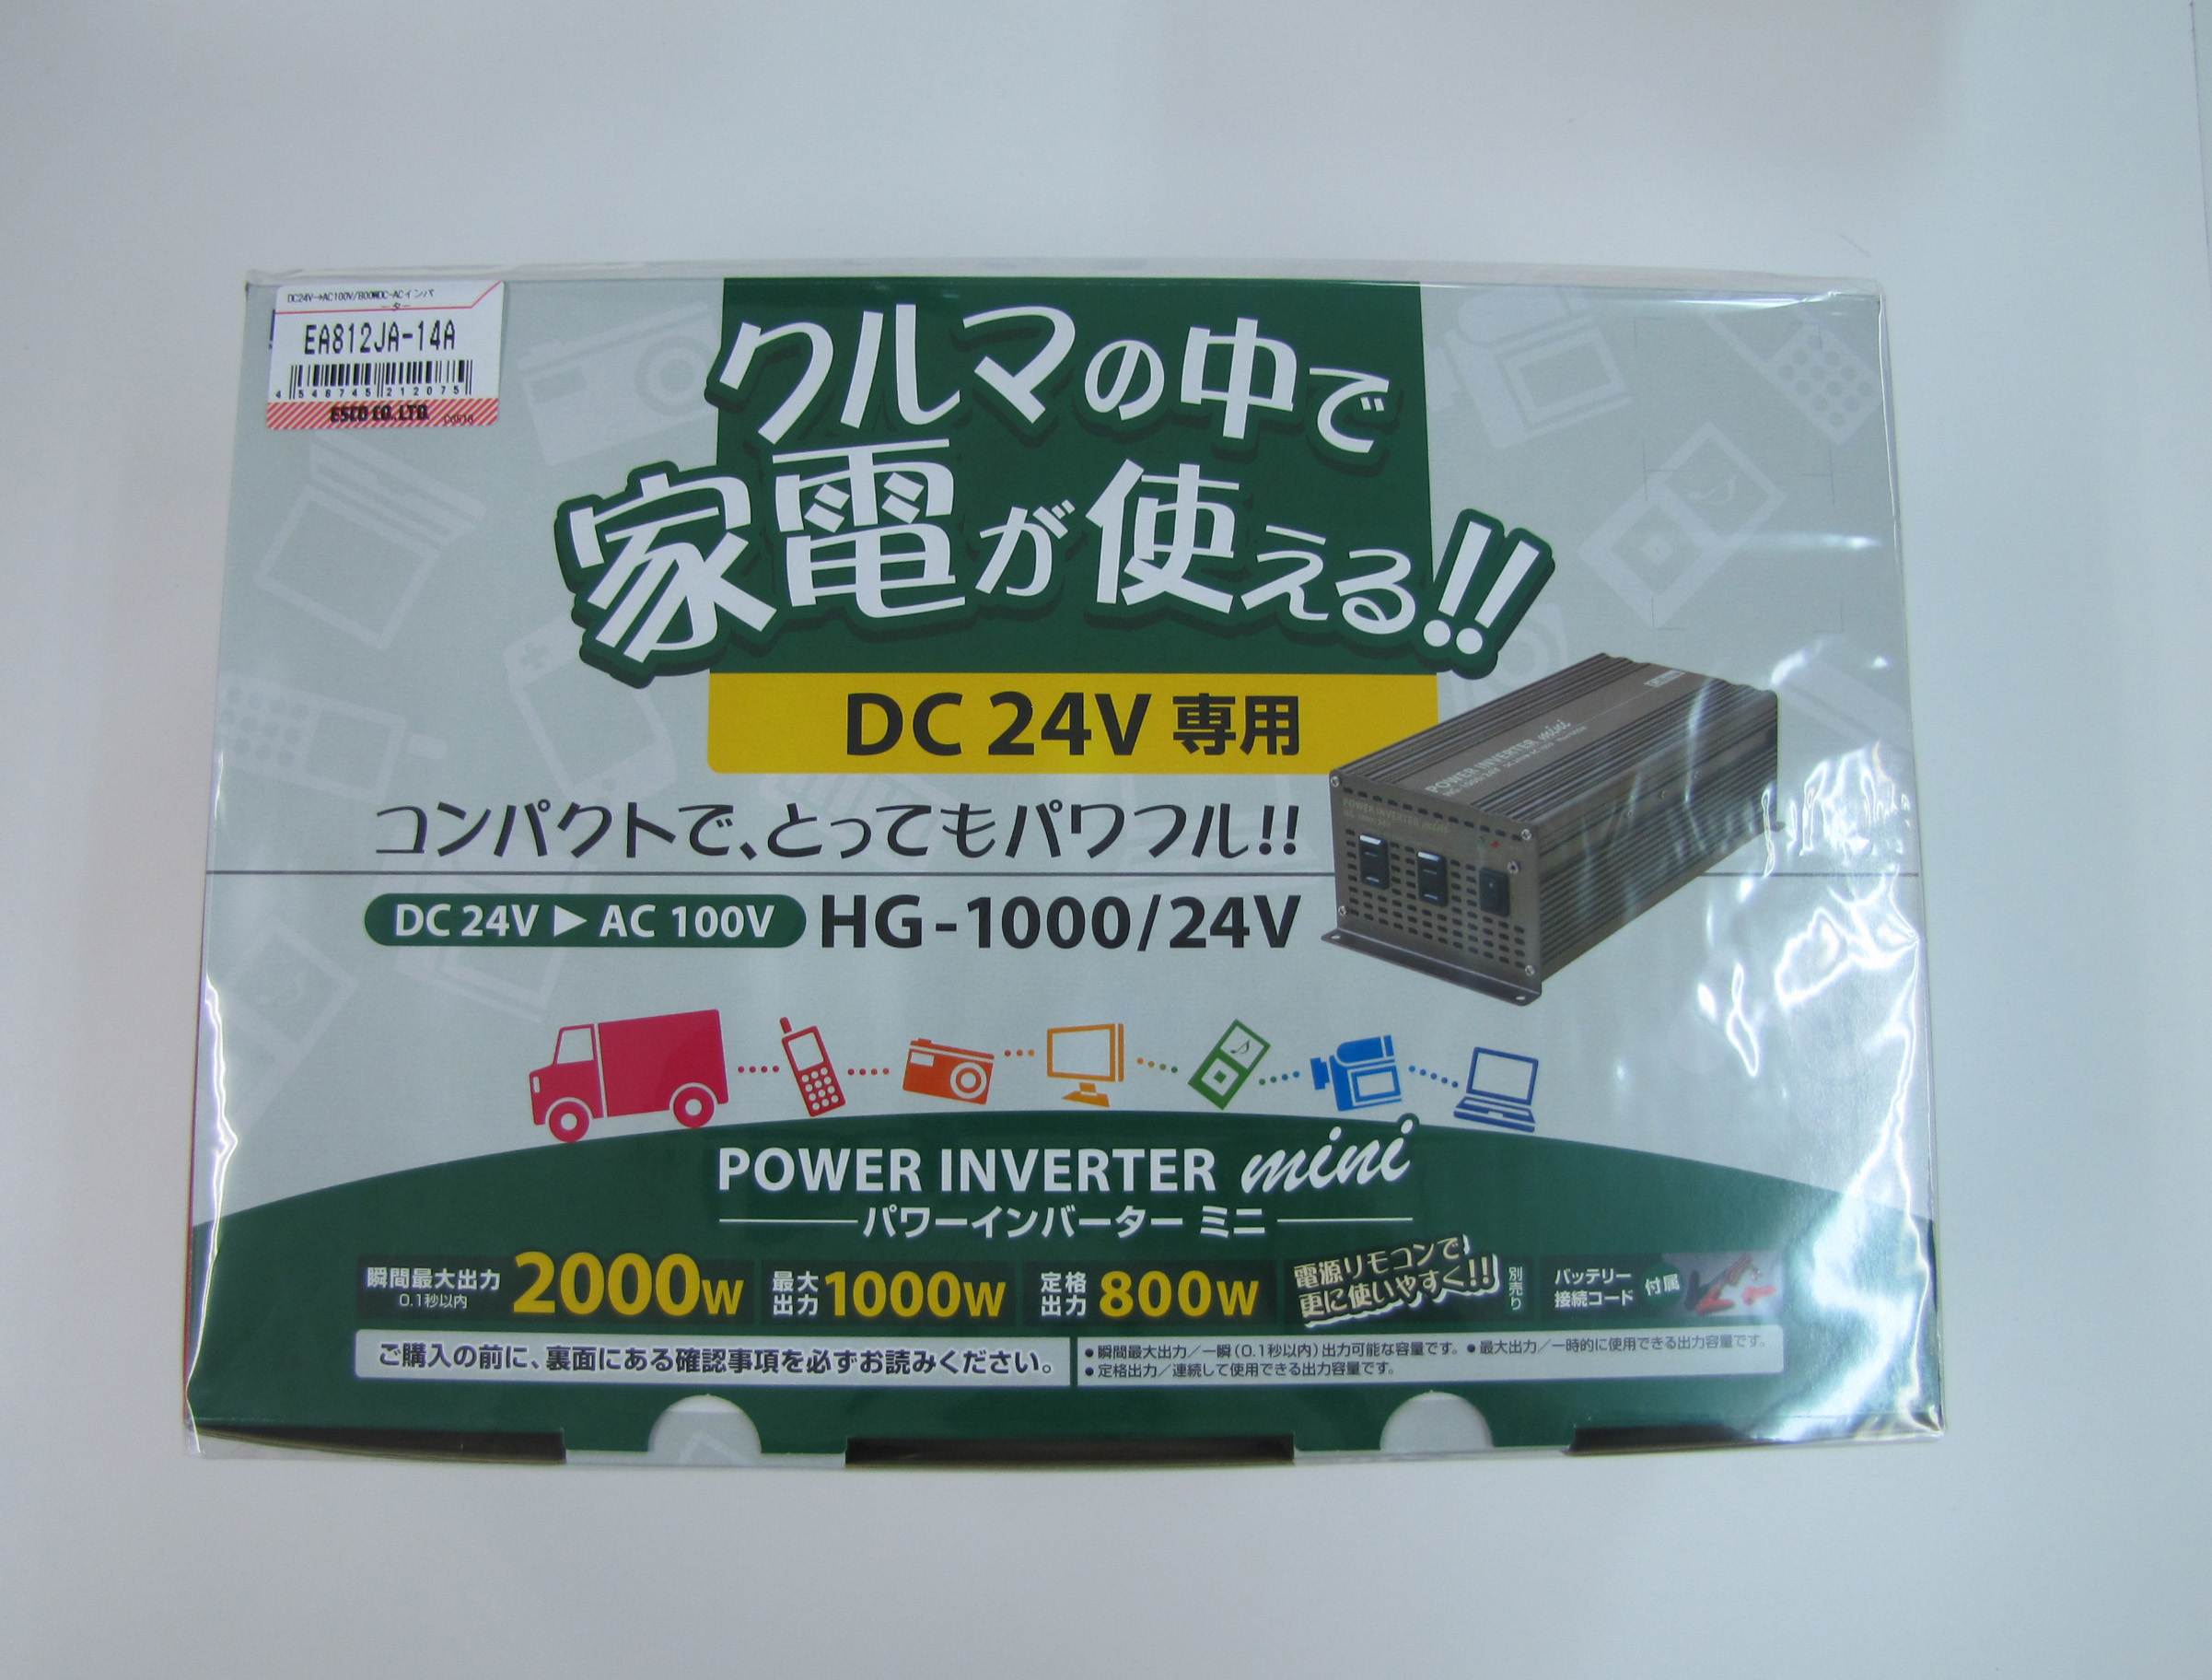 DC24V→AC100V/800WDC-ACインバ
ーター
EA812JA-14A
4 548745 212075
ESCO CO.,LTD.
クルマの中で
家電が使える!!
DC 24V 専用
コンパクトで、とってもパワフル!!
DC 24V ▶ AC 100V HG-1000/24V
POWER INVERTER mini
HG-1000/24V
POWER INVERTER mini
HG-1000/24V
POWER INVERTER mini
パワーインバーター ミニ
瞬間最大出力
0.1秒以内
2000W
最大
出力
1000W
定格
出力
800W
電源リモコンで
更に使いやすく!!
別売り
バッテリー
接続コード
付属
ご購入の前に、裏面にある確認事項を必ずお読みください。
●瞬間最大出力/一瞬(0.1秒以内)出力可能な容量です。●最大出力/一時的に使用できる出力容量です。
●定格出力/連続して使用できる出力容量です。